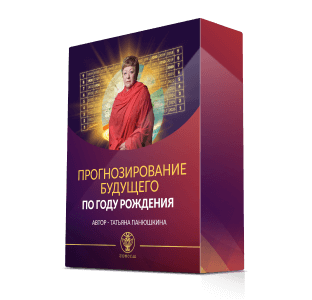 ПРОГНОЗИРОВАНИЕ
БУДУЩЕГО
ПО ГОДУ РОЖДЕНИЯ
АВТОР - ТАТЬЯНА ПАНЮШКИНА